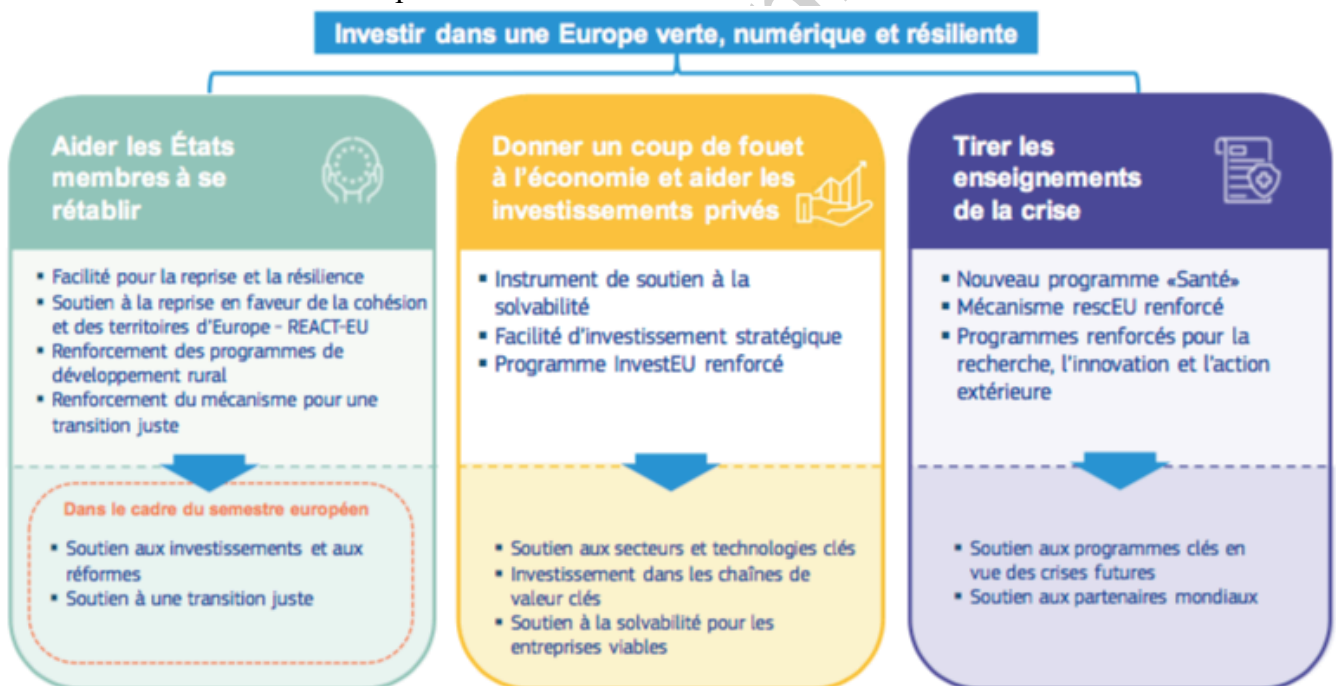 Investir dans une Europe verte, numérique et résiliente
Aider les États
membres à se
rétablir
▪ Facilité pour la reprise et la résilience
▪ Soutien à la reprise en faveur de la cohésion
et des territoires d'Europe - REACT-EU
▪ Renforcement des programmes de
développement rural
▪ Renforcement du mécanisme pour une
transition juste
Dans le cadre du semestre européen
▪ Soutien aux investissements et aux
réformes
▪ Soutien à une transition juste
Donner un coup de fouet
à l'économie et aider les
investissements privés
▪ Instrument de soutien à la
solvabilité
▪ Facilité d'investissement stratégique
▪ Programme InvestEU renforcé
▪ Soutien aux secteurs et technologies clés
▪ Investissement dans les chaînes de
valeur clés
▪ Soutien à la solvabilité pour les
entreprises viables
Tirer les
enseignements
de la crise
▪ Nouveau programme «Santé»
▪ Mécanisme rescEU renforcé
▪ Programmes renforcés pour la
recherche, l'innovation et l'action
extérieure
▪ Soutien aux programmes clés en
vue des crises futures
▪ Soutien aux partenaires mondiaux